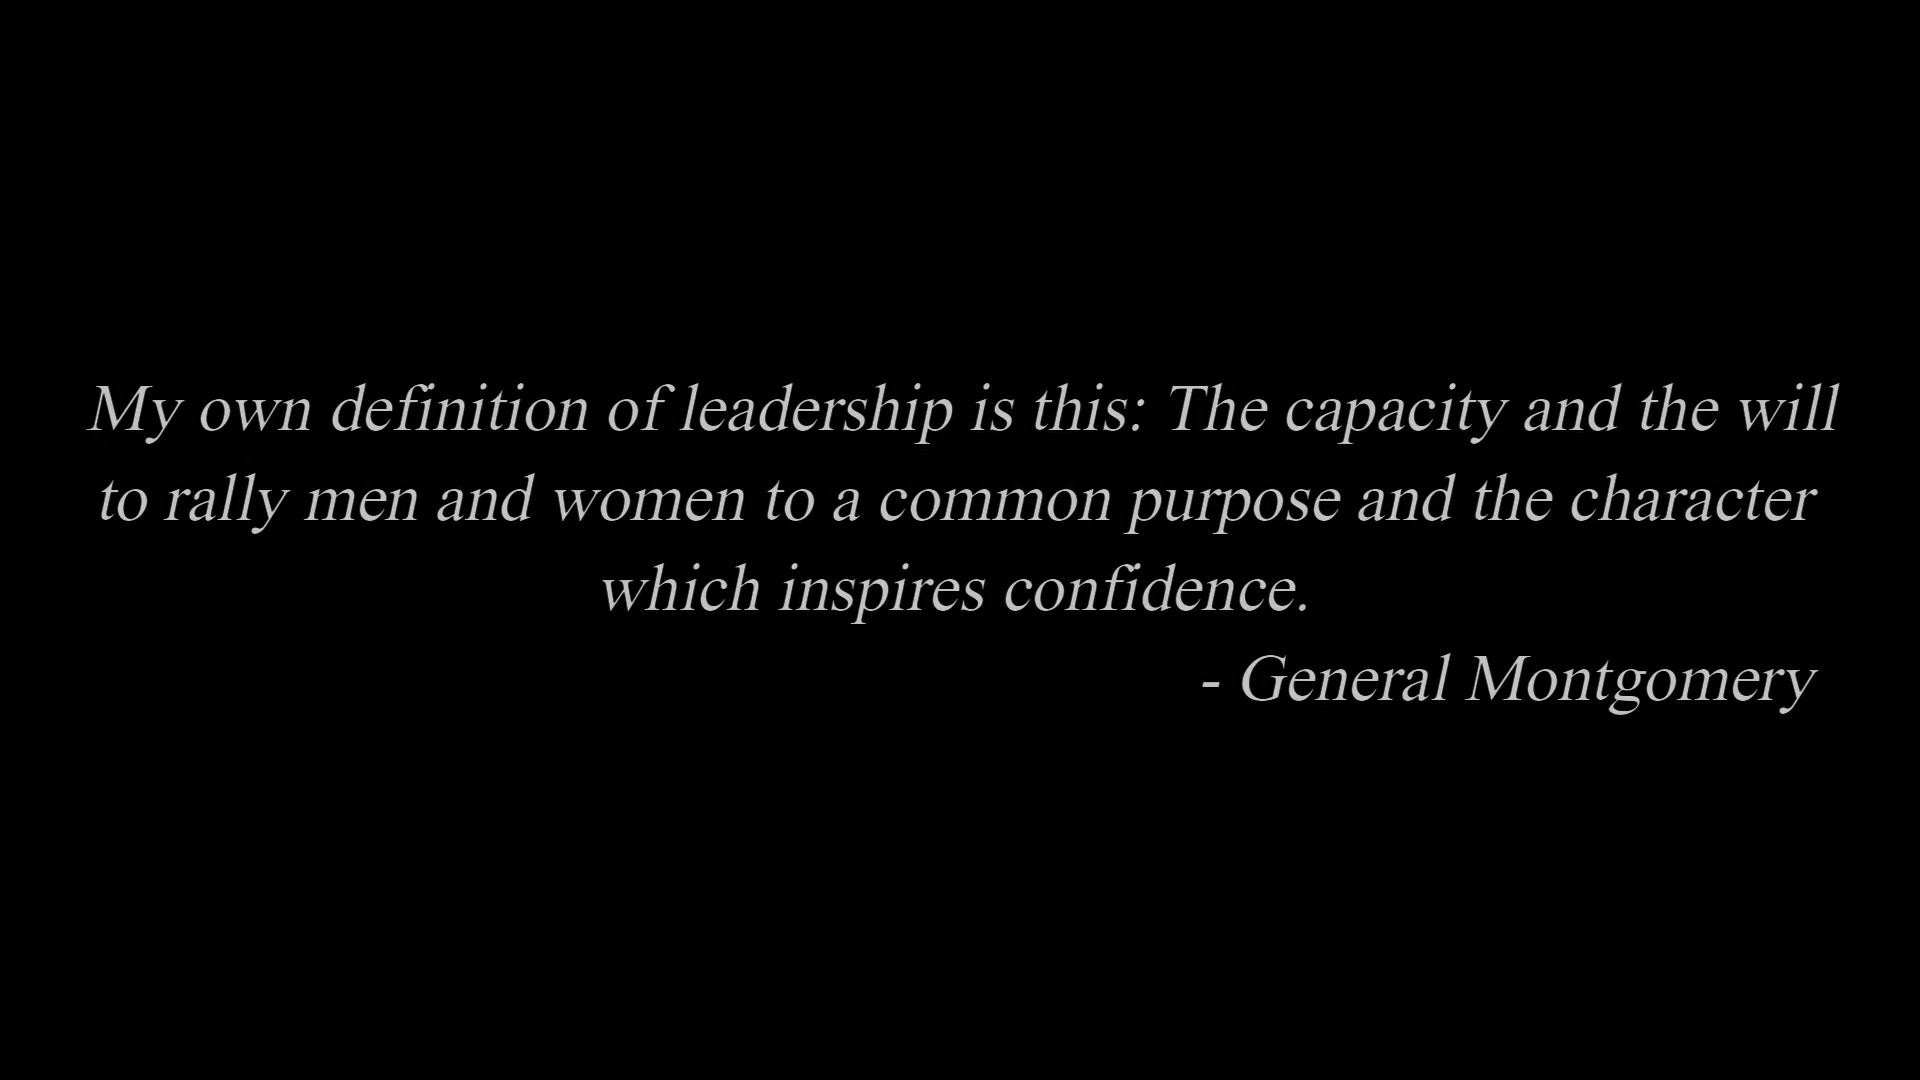 My own definition of leadership is this: The capacity and the will
to rally men and women to a common purpose and the character
which inspires confidence.
- General Montgomery